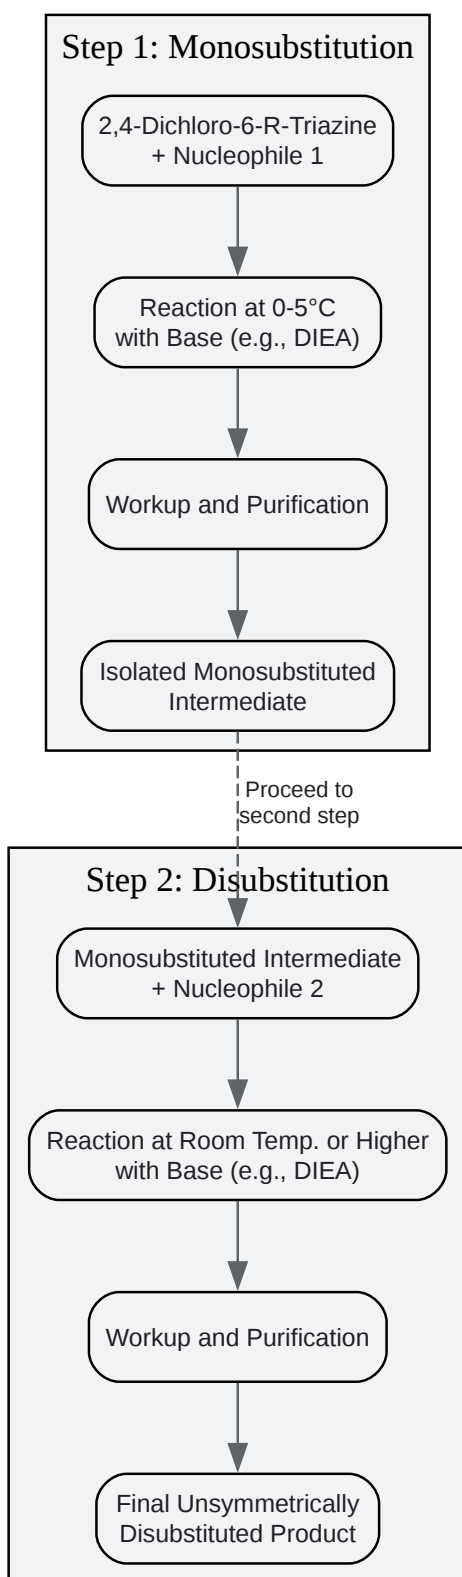 Step 1: Monosubstitution
2,4-Dichloro-6-R-Triazine
+ Nucleophile 1
Reaction at 0-5°C
with Base (e.g., DIEA)
Workup and Purification
Isolated Monosubstituted
Intermediate
Proceed to
second step
Step 2: Disubstitution
Monosubstituted Intermediate
+ Nucleophile 2
Reaction at Room Temp. or Higher
with Base (e.g., DIEA)
Workup and Purification
Final Unsymmetrically
Disubstituted Product